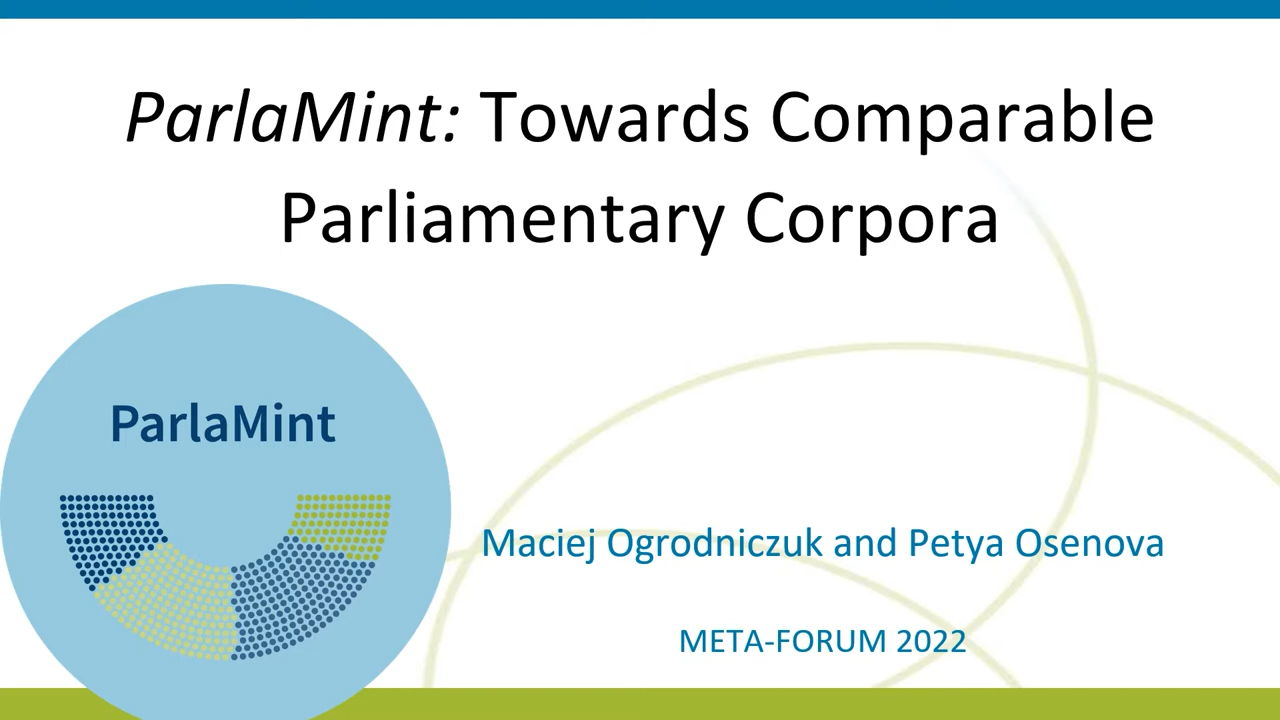 ParlaMint: Towards Comparable
Parliamentary Corpora
ParlaMint
Maciej Ogrodniczuk and Petya Osenova
META-FORUM 2022